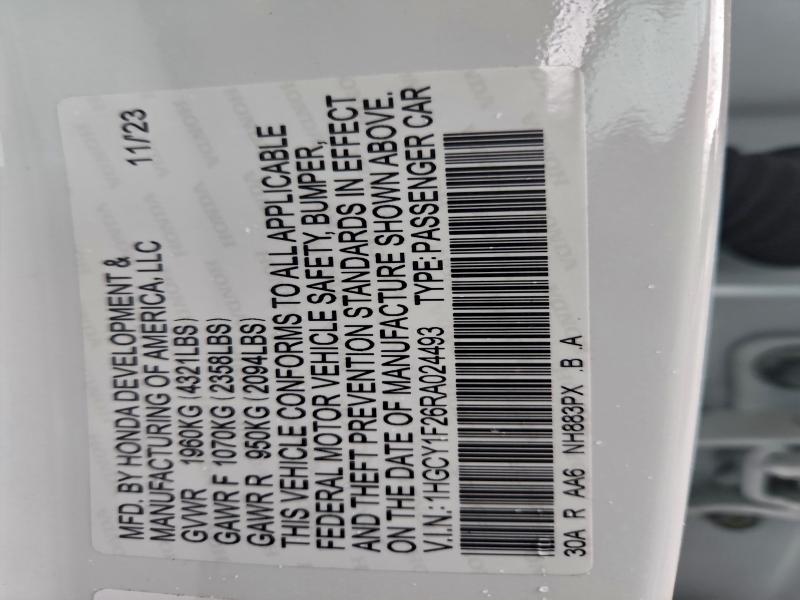 MFD. BY HONDA DEVELOPMENT &
MANUFACTURING OF AMERICA, LLC 11/23
GVWR 1960KG (4321LBS)
GAWR F 1070KG (2358LBS)
GAWR R 950KG (2094LBS)
THIS VEHICLE CONFORMS TO ALL APPLICABLE
FEDERAL MOTOR VEHICLE SAFETY, BUMPER,
AND THEFT PREVENTION STANDARDS IN EFFECT
ON THE DATE OF MANUFACTURE SHOWN ABOVE.
V.I.N.:1HGCY1F26RA024493 TYPE:PASSENGER CAR
30A R AA6 NH883PX .B .A